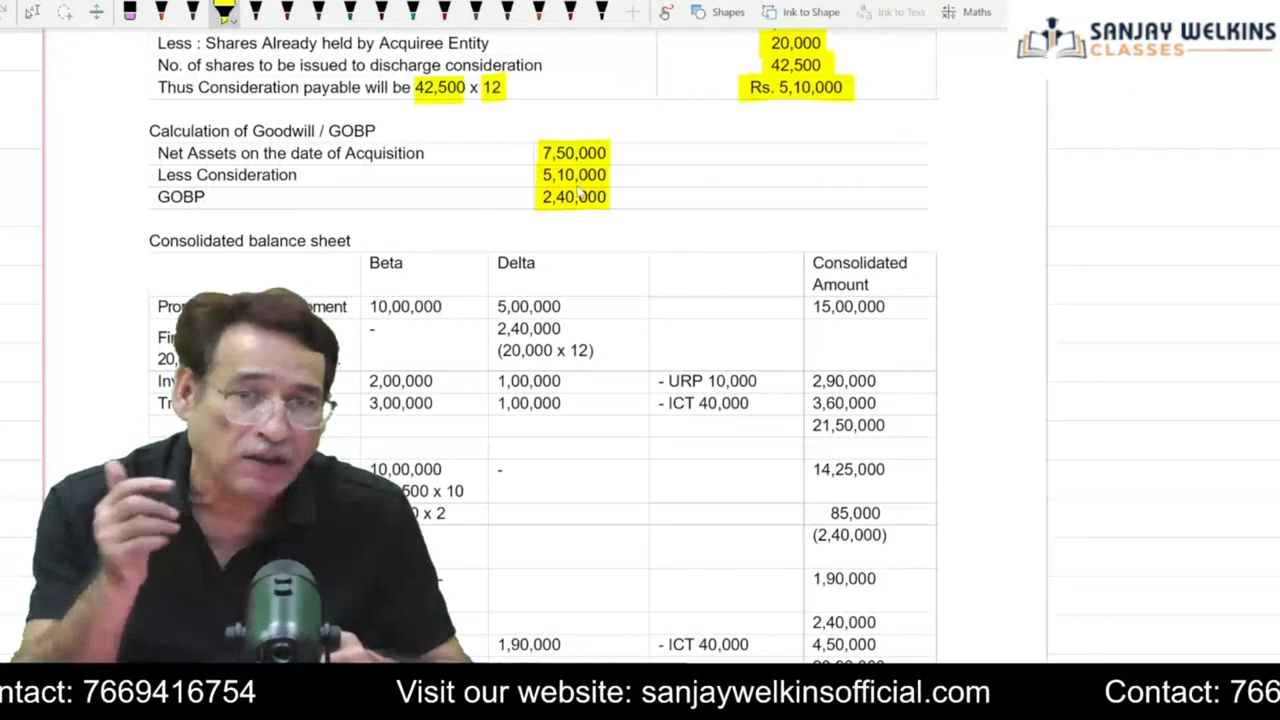 Shapes Ink to Shape Ink to Text Maths
SANJAY WELKINS
CLASSES
Less : Shares Already held by Acquiree Entity 20,000
No. of shares to be issued to discharge consideration 42,500
Thus Consideration payable will be 42,500 x 12 Rs. 5,10,000
Calculation of Goodwill / GOBP
Net Assets on the date of Acquisition 7,50,000
Less Consideration 5,10,000
GOBP 2,40,000
Consolidated balance sheet
Beta Delta Consolidated
Amount
10,00,000 5,00,000 15,00,000
- 2,40,000
(20,000 x 12)
2,00,000 1,00,000 - URP 10,000 2,90,000
3,00,000 1,00,000 - ICT 40,000 3,60,000
21,50,000
10,00,000 - 14,25,000
500 x 10
x 2 85,000
(2,40,000)
1,90,000
2,40,000
1,90,000 - ICT 40,000 4,50,000
ntact: 7669416754 Visit our website: sanjaywelkinsofficial.com Contact: 766